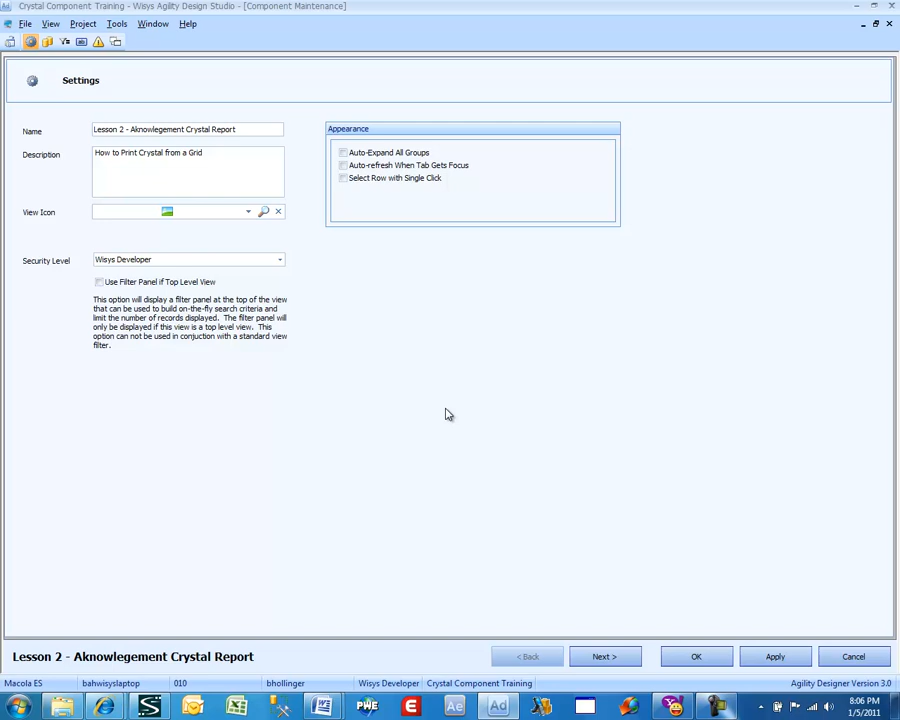 Crystal Component Training - Wisys Agility Design Studio - [Component Maintenance]
File View Project Tools Window Help
Settings
Name
Lesson 2 - Aknowlegement Crystal Report
Description
How to Print Crystal from a Grid
View Icon
Security Level
Wisys Developer
Use Filter Panel if Top Level View
This option will display a filter panel at the top of the view
that can be used to build on-the-fly search criteria and
limit the number of records displayed. The filter panel will
only be displayed if this view is a top level view. This
option can not be used in conjuction with a standard view
filter.
Appearance
Auto-Expand All Groups
Auto-refresh When Tab Gets Focus
Select Row with Single Click
Lesson 2 - Aknowlegement Crystal Report
< Back
Next >
OK
Apply
Cancel
Macola ES
bahwisyslaptop
010
bhollinger
Wisys Developer
Crystal Component Training
Agility Designer Version 3.0
PWE
Ae
Ad
8:06 PM
1/5/2011